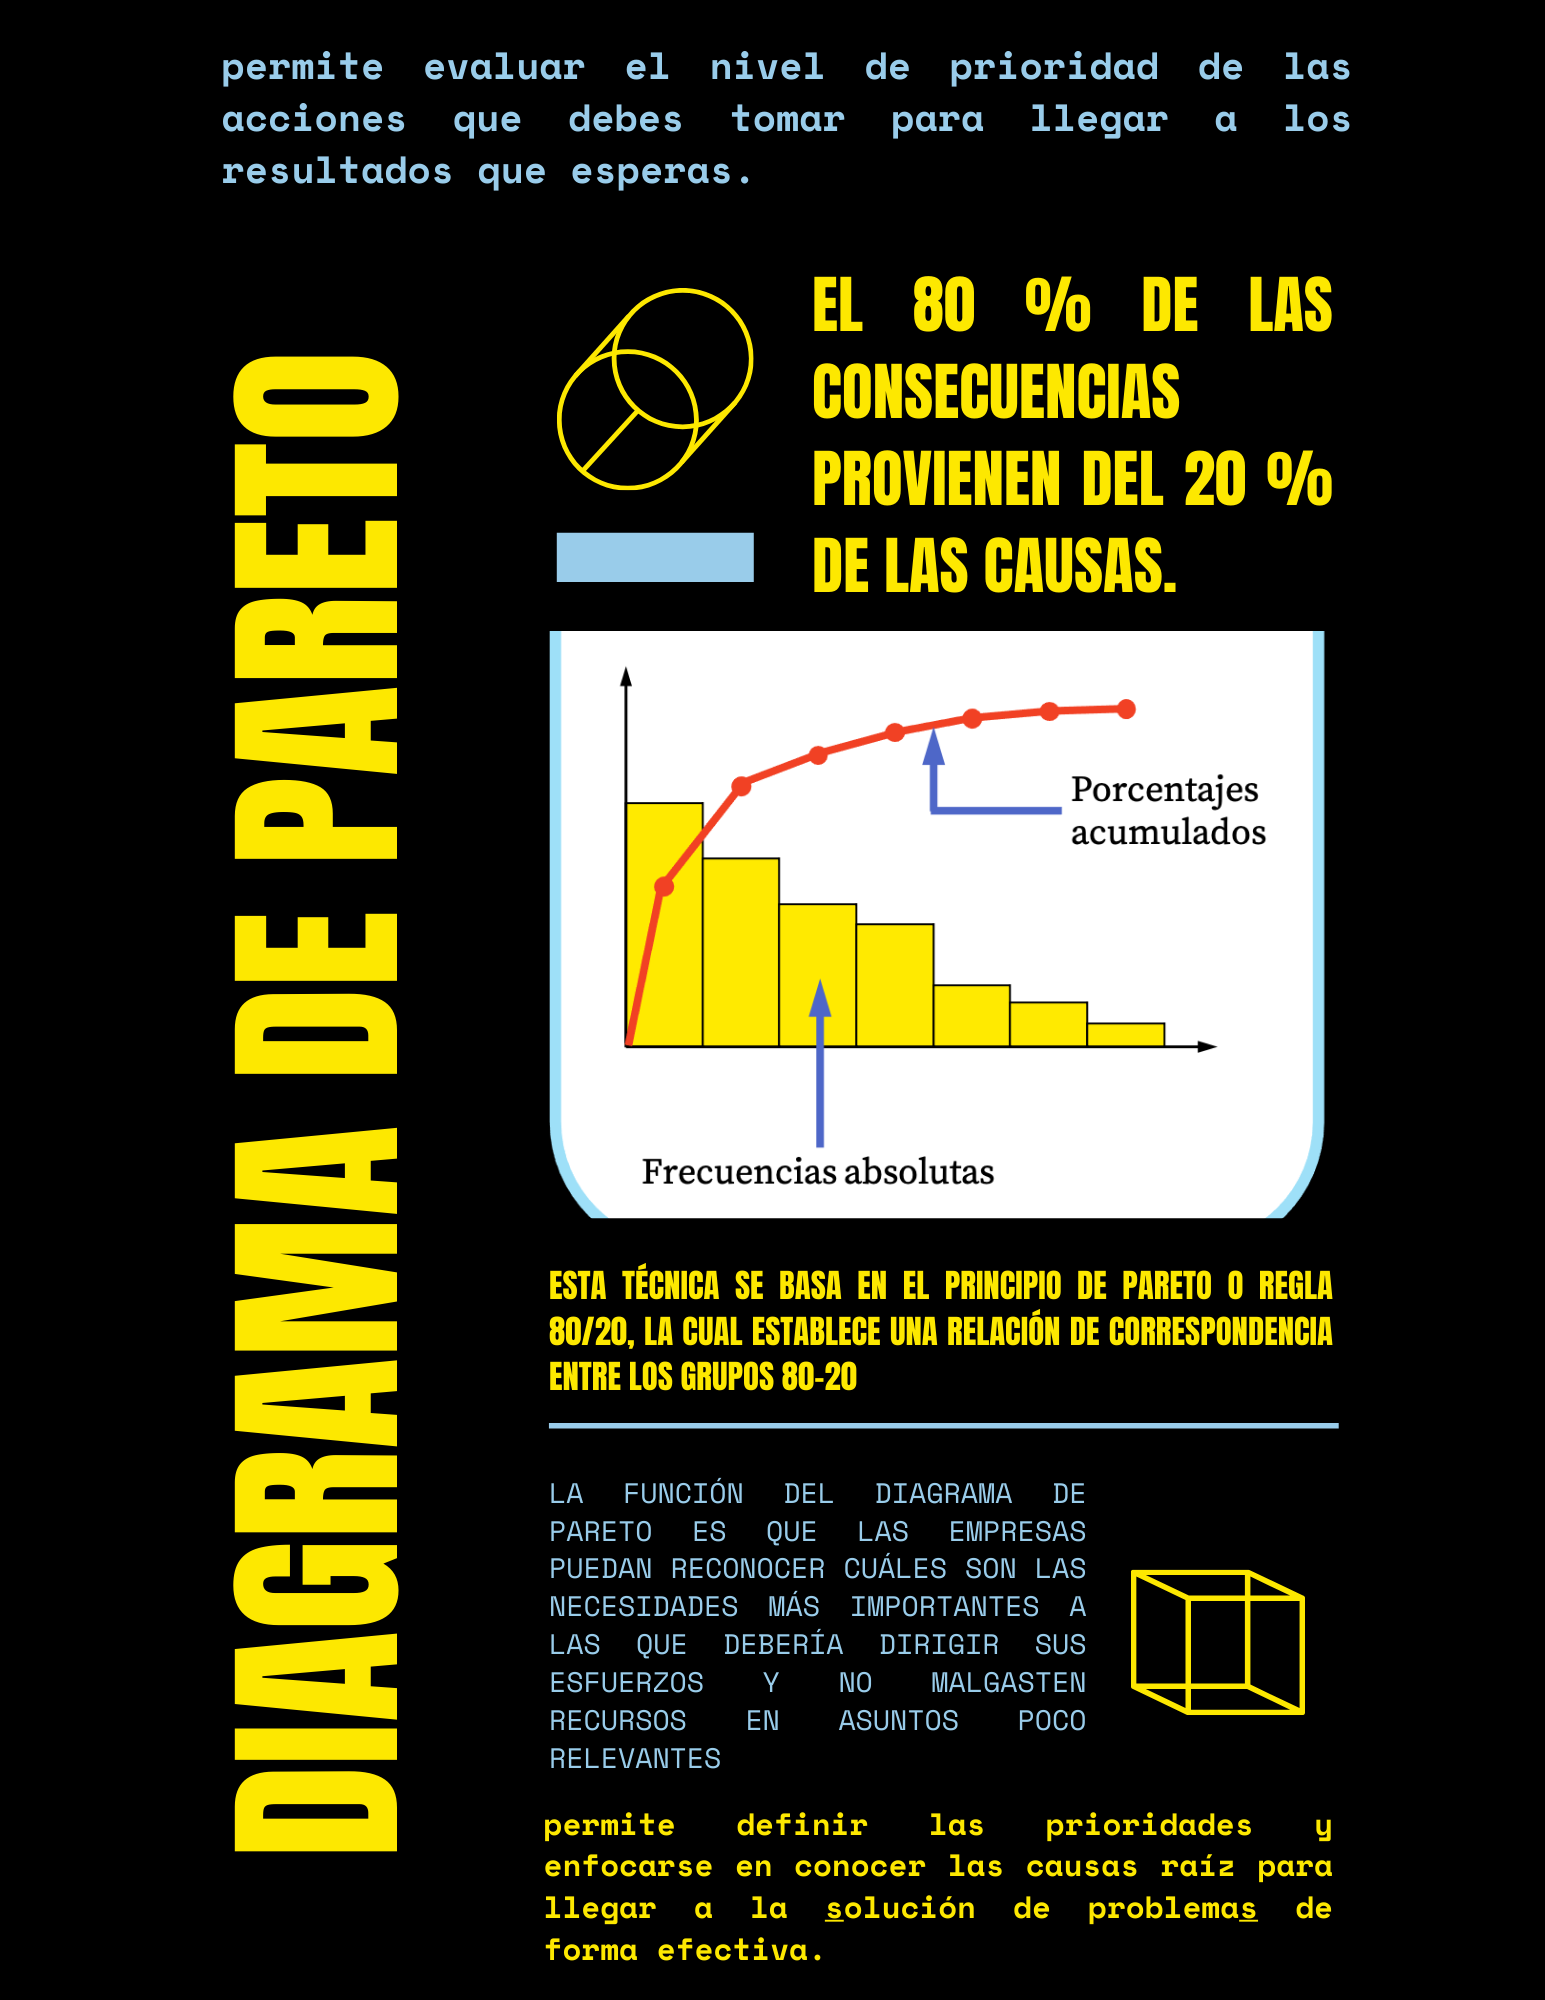 permite evaluar el nivel de prioridad de las
acciones que debes tomar para llegar a los
resultados que esperas.
DIAGRAMA DE PARETO
EL 80 % DE LAS
CONSECUENCIAS
PROVIENEN DEL 20 %
DE LAS CAUSAS.
Porcentajes
acumulados
Frecuencias absolutas
ESTA TÉCNICA SE BASA EN EL PRINCIPIO DE PARETO O REGLA
80/20, LA CUAL ESTABLECE UNA RELACIÓN DE CORRESPONDENCIA
ENTRE LOS GRUPOS 80-20
LA FUNCIÓN DEL DIAGRAMA DE
PARETO ES QUE LAS EMPRESAS
PUEDAN RECONOCER CUÁLES SON LAS
NECESIDADES MÁS IMPORTANTES A
LAS QUE DEBERÍA DIRIGIR SUS
ESFUERZOS Y NO MALGASTEN
RECURSOS EN ASUNTOS POCO
RELEVANTES
permite definir las prioridades y
enfocarse en conocer las causas raíz para
llegar a la solución de problemas de
forma efectiva.